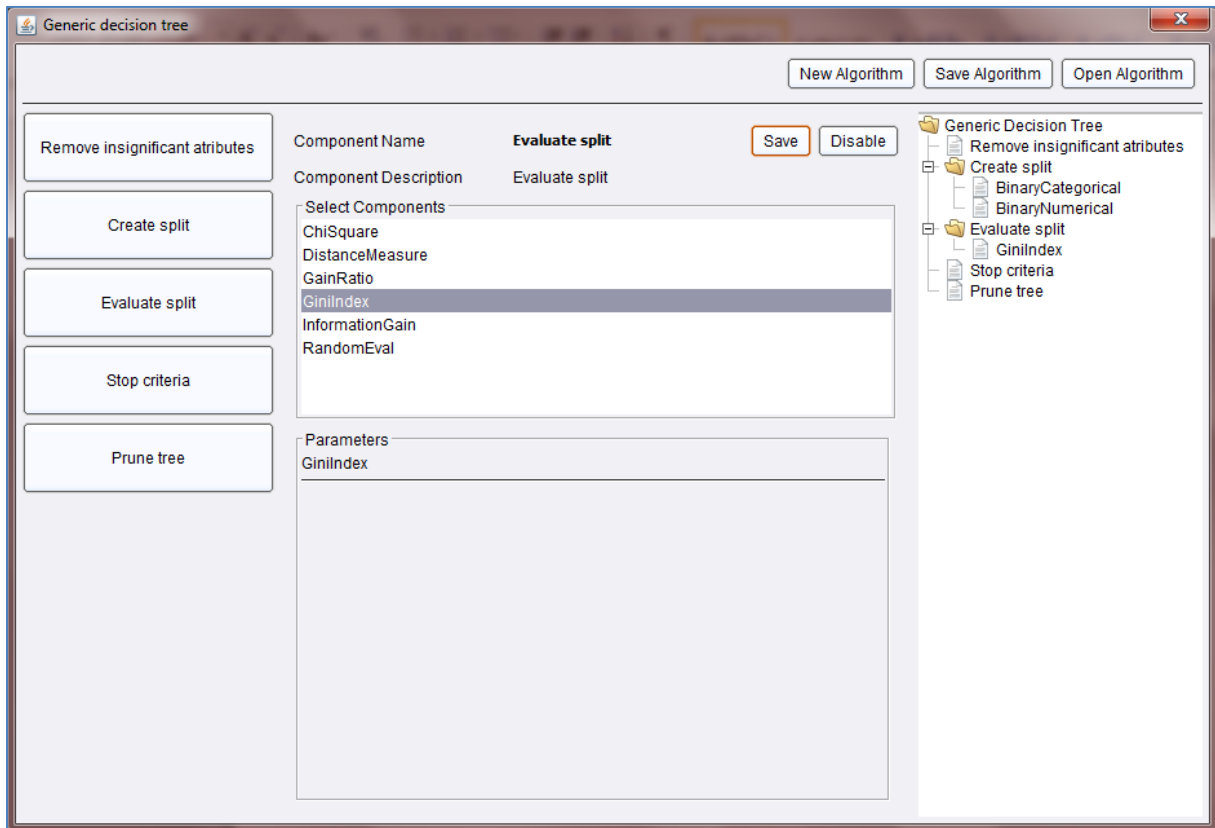 Generic decision tree
New Algorithm Save Algorithm Open Algorithm
Remove insignificant atributes
Create split
Evaluate split
Stop criteria
Prune tree
Component Name Evaluate split Save Disable
Component Description Evaluate split
Select Components
ChiSquare
DistanceMeasure
GainRatio
GiniIndex
InformationGain
RandomEval
Parameters
GiniIndex
Generic Decision Tree
Remove insignificant atributes
Create split
BinaryCategorical
BinaryNumerical
Evaluate split
GiniIndex
Stop criteria
Prune tree